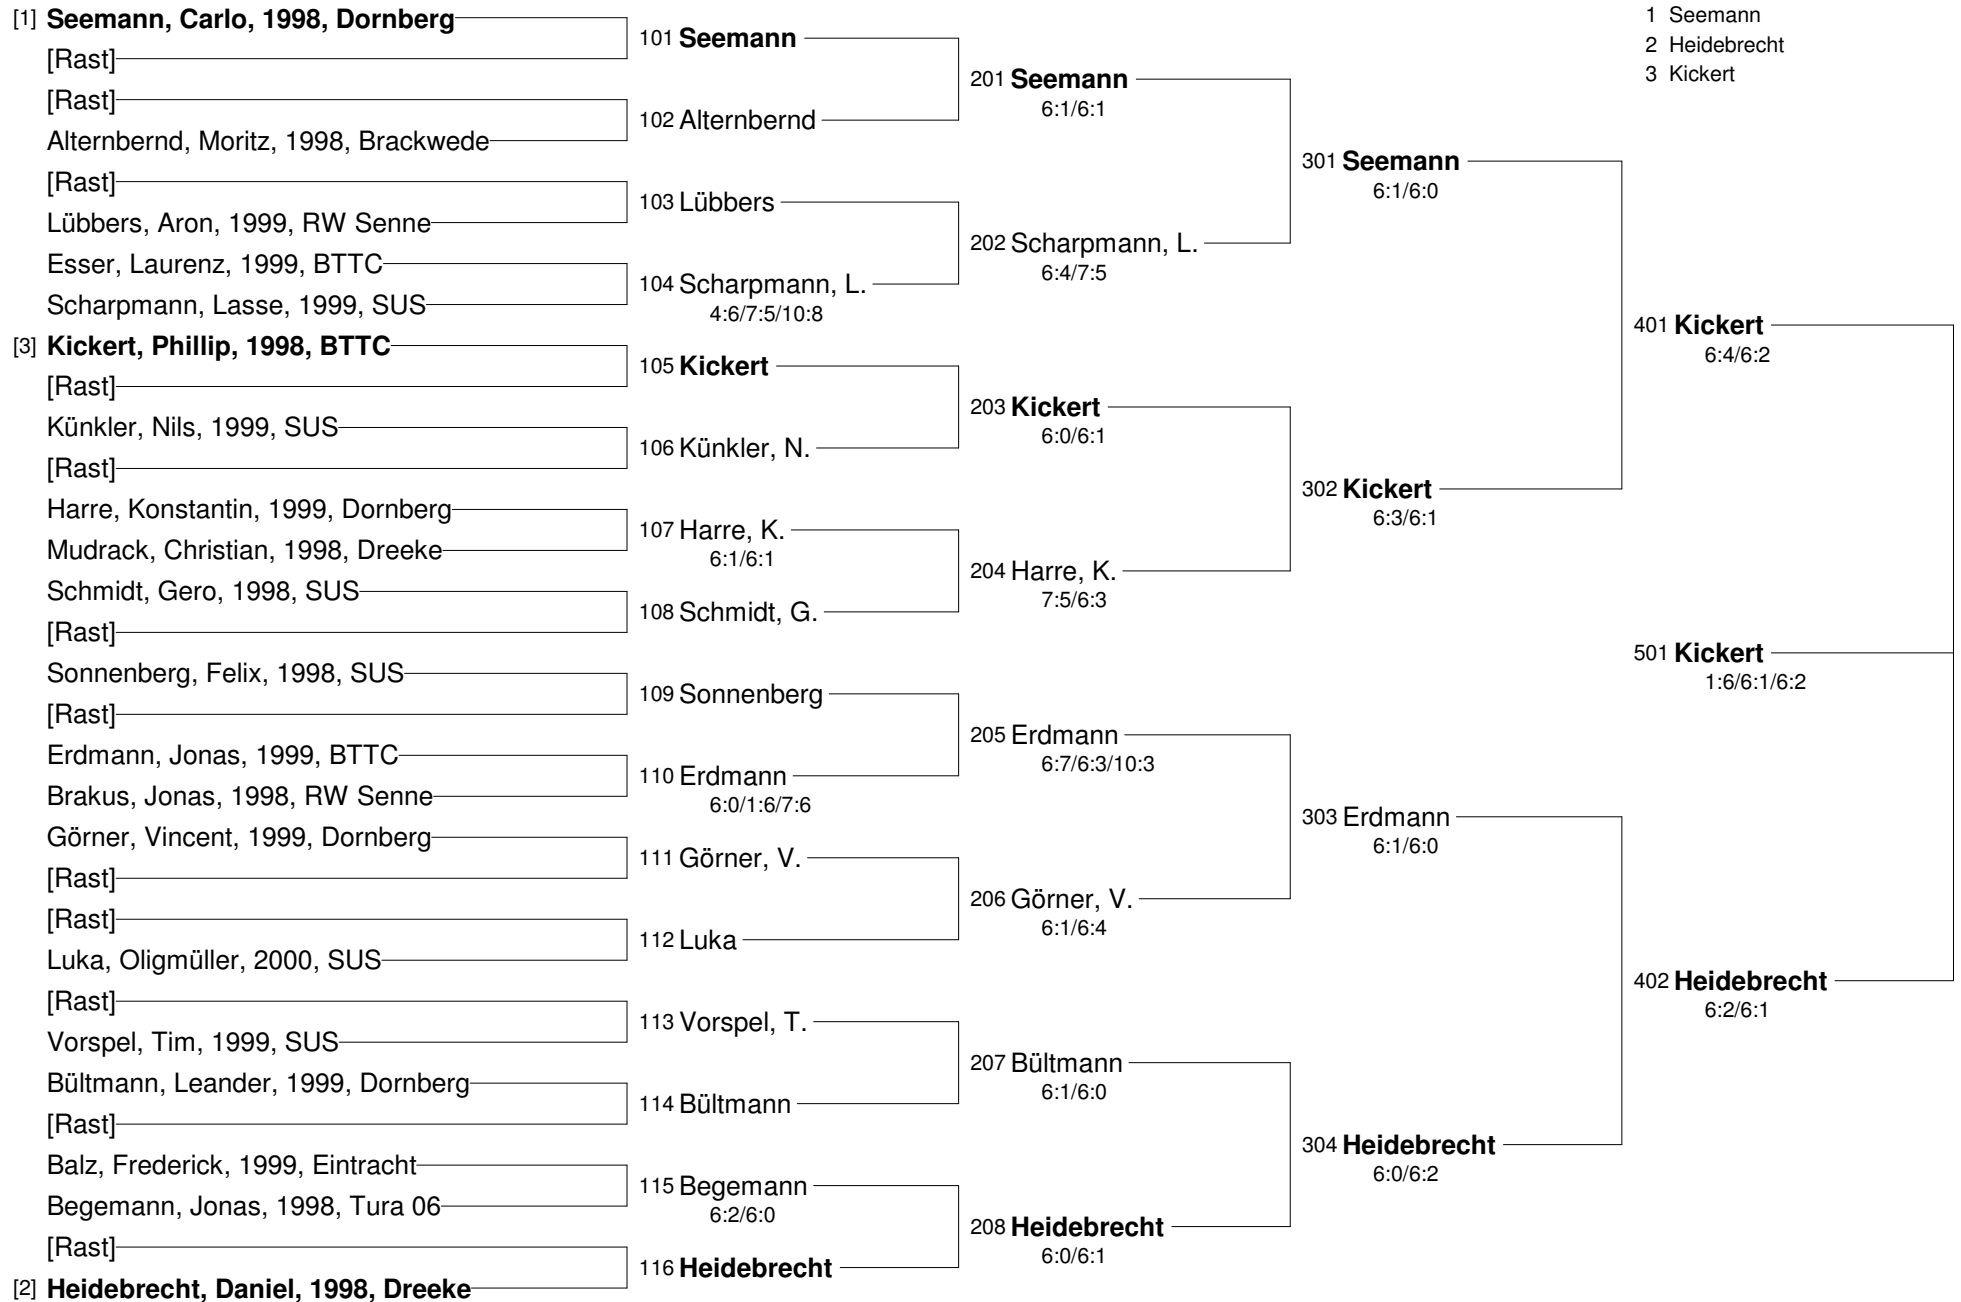 [1] Seemann, Carlo, 1998, Dornberg
[Rast]
[Rast]
Alternbernd, Moritz, 1998, Brackwede
[Rast]
Lübbers, Aron, 1999, RW Senne
Esser, Laurenz, 1999, BTTC
Scharpmann, Lasse, 1999, SUS
[3] Kickert, Phillip, 1998, BTTC
[Rast]
Künkler, Nils, 1999, SUS
[Rast]
Harre, Konstantin, 1999, Dornberg
Mudrack, Christian, 1998, Dreeke
Schmidt, Gero, 1998, SUS
[Rast]
Sonnenberg, Felix, 1998, SUS
[Rast]
Erdmann, Jonas, 1999, BTTC
Brakus, Jonas, 1998, RW Senne
Görner, Vincent, 1999, Dornberg
[Rast]
[Rast]
Luka, Oligmüller, 2000, SUS
[Rast]
Vorspel, Tim, 1999, SUS
Bültmann, Leander, 1999, Dornberg
[Rast]
Balz, Frederick, 1999, Eintracht
Begemann, Jonas, 1998, Tura 06
[Rast]
[2] Heidebrecht, Daniel, 1998, Dreeke
101 Seemann
102 Alternbernd
103 Lübbers
104 Scharpmann, L.
4:6/7:5/10:8
105 Kickert
106 Künkler, N.
107 Harre, K.
6:1/6:1
108 Schmidt, G.
109 Sonnenberg
110 Erdmann
6:0/1:6/7:6
111 Görner, V.
112 Luka
113 Vorspel, T.
114 Bültmann
115 Begemann
6:2/6:0
116 Heidebrecht
201 Seemann
6:1/6:1
202 Scharpmann, L.
6:4/7:5
203 Kickert
6:0/6:1
204 Harre, K.
7:5/6:3
205 Erdmann
6:7/6:3/10:3
206 Görner, V.
6:1/6:4
207 Bültmann
6:1/6:0
208 Heidebrecht
6:0/6:1
301 Seemann
6:1/6:0
302 Kickert
6:3/6:1
303 Erdmann
6:1/6:0
304 Heidebrecht
6:0/6:2
401 Kickert
6:4/6:2
402 Heidebrecht
6:2/6:1
501 Kickert
1:6/6:1/6:2
1 Seemann
2 Heidebrecht
3 Kickert